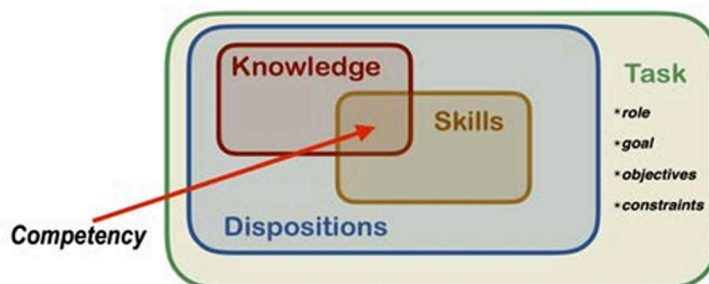 Knowledge
Task
Skills
*role
*goal
*objectives
*constraints
Dispositions
Competency